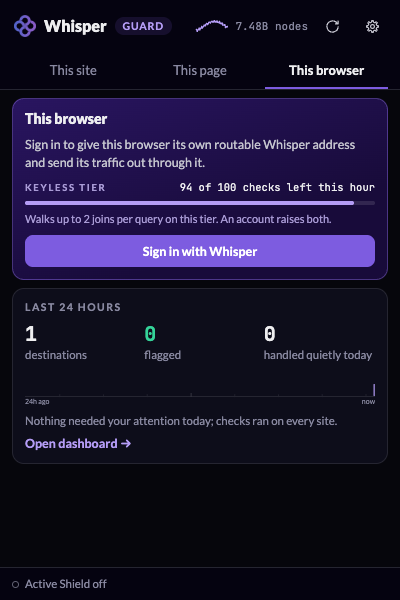 Whisper GUARD 7.48B nodes
This site This page This browser
This browser
Sign in to give this browser its own routable Whisper address
and send its traffic out through it.
KEYLESS TIER 94 of 100 checks left this hour
Walks up to 2 joins per query on this tier. An account raises both.
Sign in with Whisper
LAST 24 HOURS
1 0 0
destinations flagged handled quietly today
24h ago now
Nothing needed your attention today; checks ran on every site.
Open dashboard →
Active Shield off